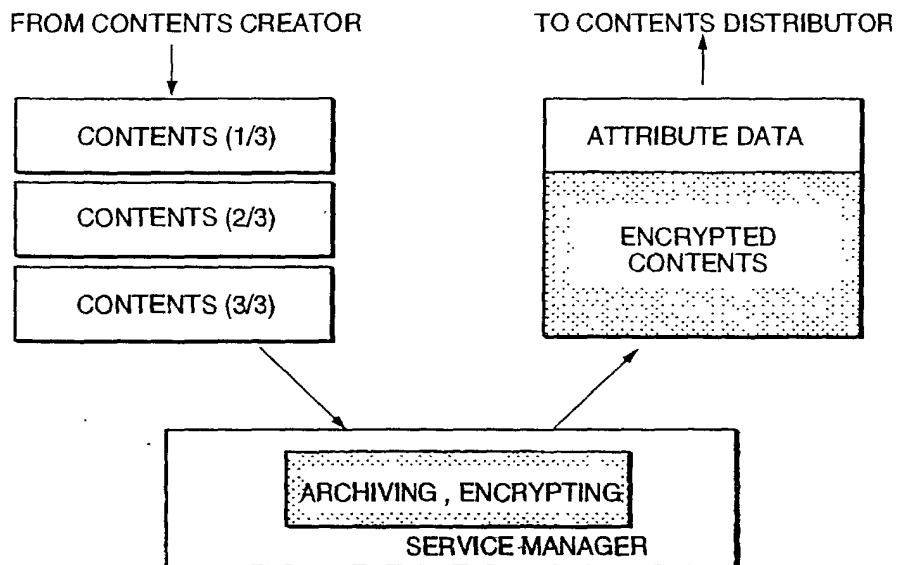 FROM CONTENTS CREATOR
TO CONTENTS DISTRIBUTOR
CONTENTS (1/3)
CONTENTS (2/3)
CONTENTS (3/3)
ATTRIBUTE DATA
ENCRYPTED
CONTENTS
ARCHIVING , ENCRYPTING
SERVICE MANAGER